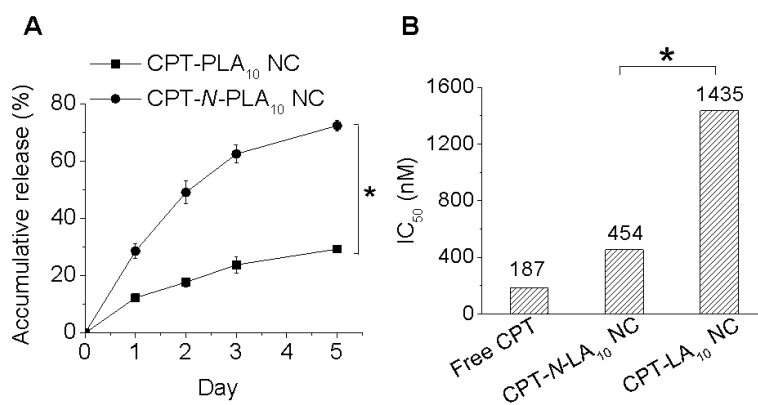 A
CPT-PLA₁₀ NC
CPT-N-PLA₁₀ NC
Accumulative release (%)
80
60
40
20
0
*
0 1 2 3 4 5
Day
B
*
IC₅₀ (nM)
1600
1200
800
400
0
187
454
1435
Free CPT
CPT-N-LA₁₀ NC
CPT-LA₁₀ NC